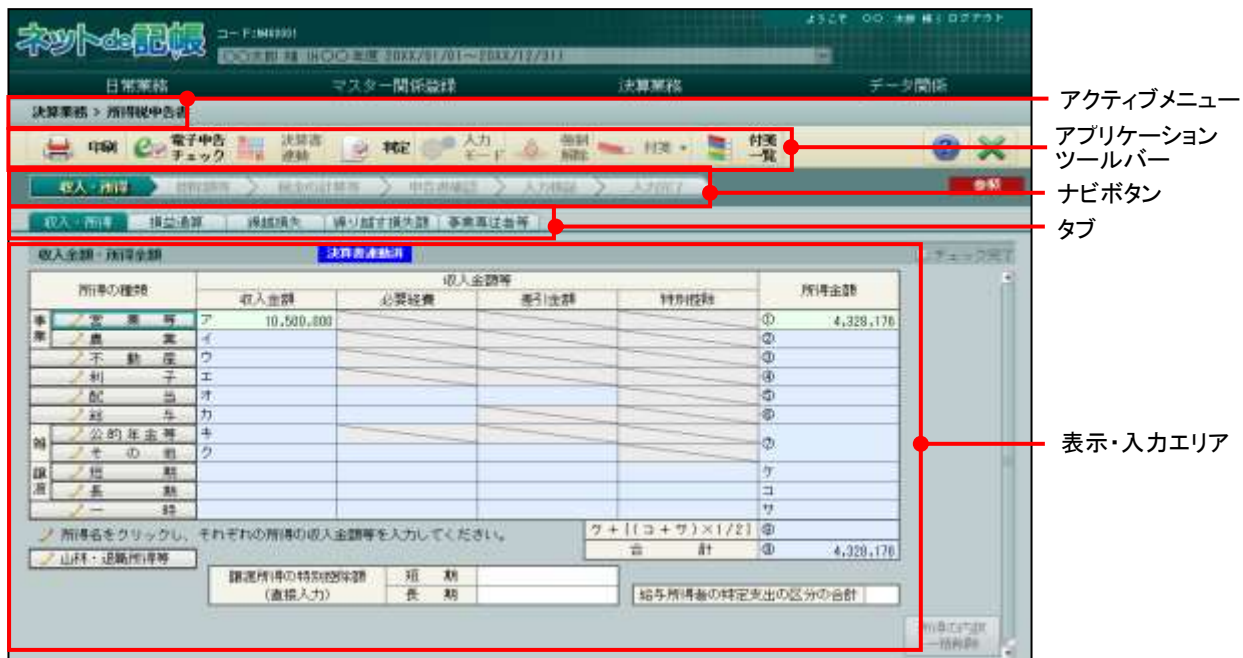 ネットde記帳
ようこそ ○○ 太郎 様 | ログアウト
日常業務 マスター関係登録 決算業務 データ関係
決算業務 > 所得税申告書
アクティブメニュー
印刷 電子申告チェック 決算書連動 判定 入力モード 強制解除 付箋 付箋一覧
アプリケーション
ツールバー
収入・所得 税金の計算等 申告書確認 入力検証 入力完了 参照
ナビボタン
収入・所得 損益通算 繰越損失 繰り越す損失額 事業専従者等
タブ
収入金額・所得金額 決算書連動済 チェック完了
所得の種類 収入金額等 所得金額
収入金額 必要経費 差引金額 特別控除
事業 営業等 ア 10,500,000 ① 4,328,176
農業 イ ②
不動産 ウ ③
利子 エ ④
配当 オ ⑤
給与 カ ⑥
雑 公的年金等 キ ⑦
その他 ク
表示・入力エリア
譲渡 短期 ケ
長期 コ
一時 サ
所得名をクリックし、それぞれの所得の収入金額等を入力してください。
ケ+[(コ+サ)×1/2] ⑧
合計 ⑨ 4,328,176
山林・退職所得等
譲渡所得の特別控除額 短期
(直接入力) 長期
給与所得者の特定支出の区分の合計
所得の内訳
一括削除